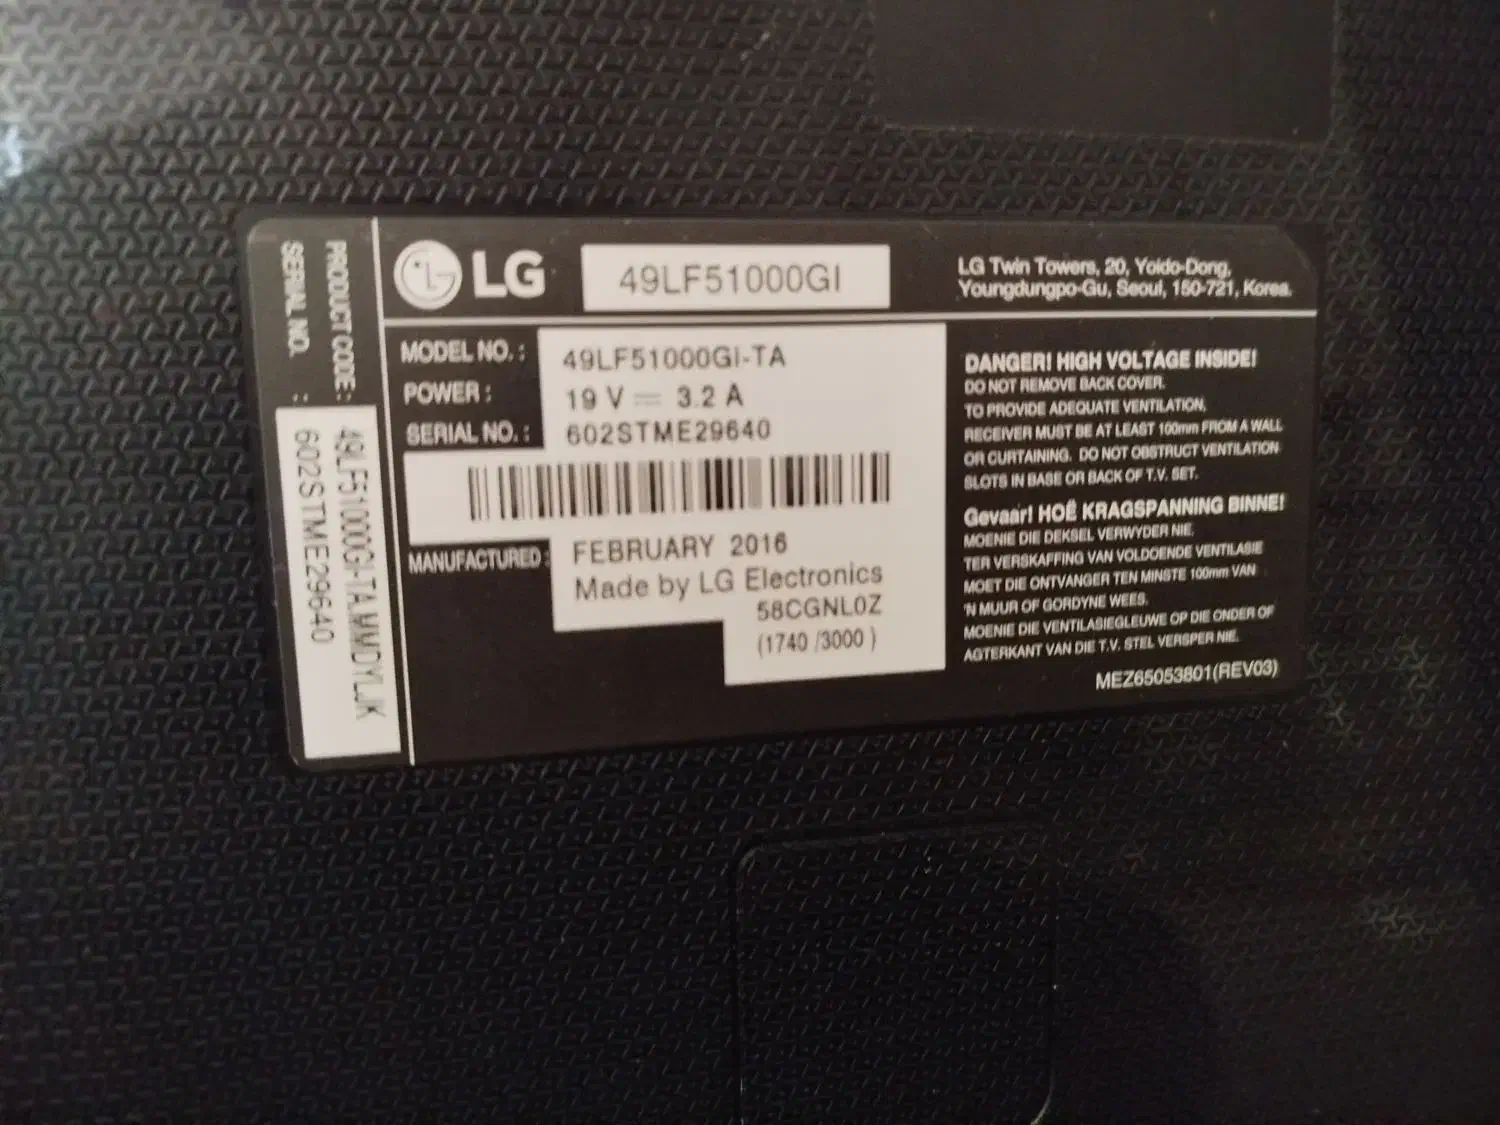 PRODUCT CODE :
SERIAL NO. :
49LF51000GI-TA.MWDYLJK
602STME29640
LG
49LF51000GI
LG Twin Towers, 20, Yoido-Dong,
Youngdungpo-Gu, Seoul, 150-721, Korea.
MODEL NO. : 49LF51000GI-TA
POWER : 19 V ⎓ 3.2 A
SERIAL NO. : 602STME29640
MANUFACTURED : FEBRUARY 2016
Made by LG Electronics
58CGNL0Z
(1740 /3000 )
DANGER! HIGH VOLTAGE INSIDE!
DO NOT REMOVE BACK COVER.
TO PROVIDE ADEQUATE VENTILATION,
RECEIVER MUST BE AT LEAST 100mm FROM A WALL
OR CURTAINING. DO NOT OBSTRUCT VENTILATION
SLOTS IN BASE OR BACK OF T.V. SET.
Gevaar! HOË KRAGSPANNING BINNE!
MOENIE DIE DEKSEL VERWYDER NIE.
TER VERSKAFFING VAN VOLDOENDE VENTILASIE
MOET DIE ONTVANGER TEN MINSTE 100mm VAN
'N MUUR OF GORDYNE WEES.
MOENIE DIE VENTILASIEGLEUWE OP DIE ONDER OF
AGTERKANT VAN DIE T.V. STEL VERSPER NIE.
MEZ65053801(REV03)